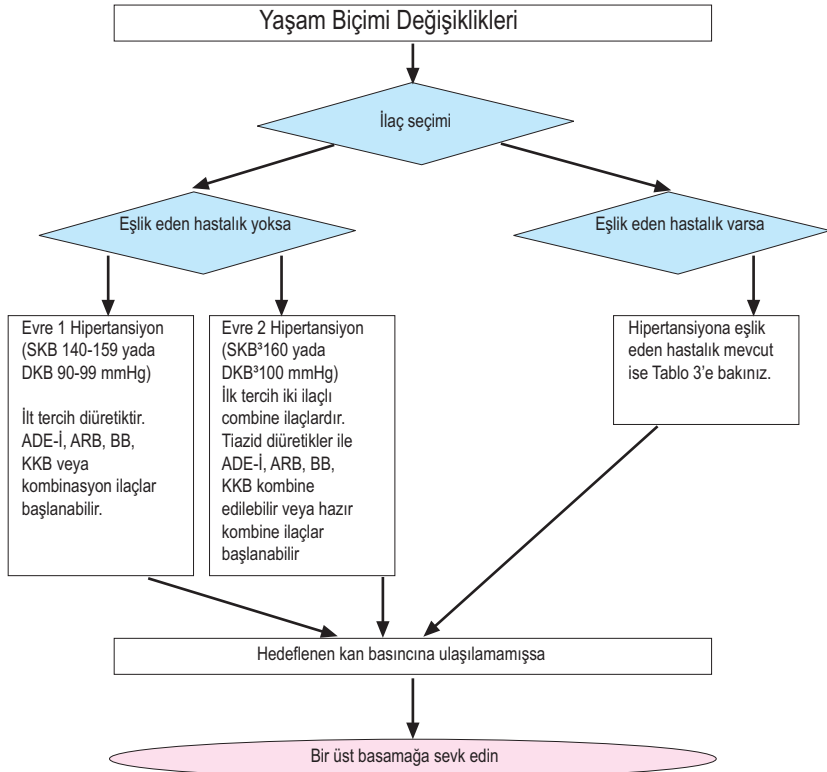 Yaşam Biçimi Değişiklikleri
İlaç seçimi
Eşlik eden hastalık yoksa
Eşlik eden hastalık varsa
Evre 1 Hipertansiyon
(SKB 140-159 yada
DKB 90-99 mmHg)
İlt tercih diüretiktir.
ADE-İ, ARB, BB,
KKB veya
kombinasyon ilaçlar
başlanabilir.
Evre 2 Hipertansiyon
(SKB³160 yada
DKB³100 mmHg)
İlk tercih iki ilaçlı
combine ilaçlardır.
Tiazid diüretikler ile
ADE-İ, ARB, BB,
KKB kombine
edilebilir veya hazır
kombine ilaçlar
başlanabilir
Hipertansiyona eşlik
eden hastalık mevcut
ise Tablo 3'e bakınız.
Hedeflenen kan basıncına ulaşılamamışsa
Bir üst basamağa sevk edin